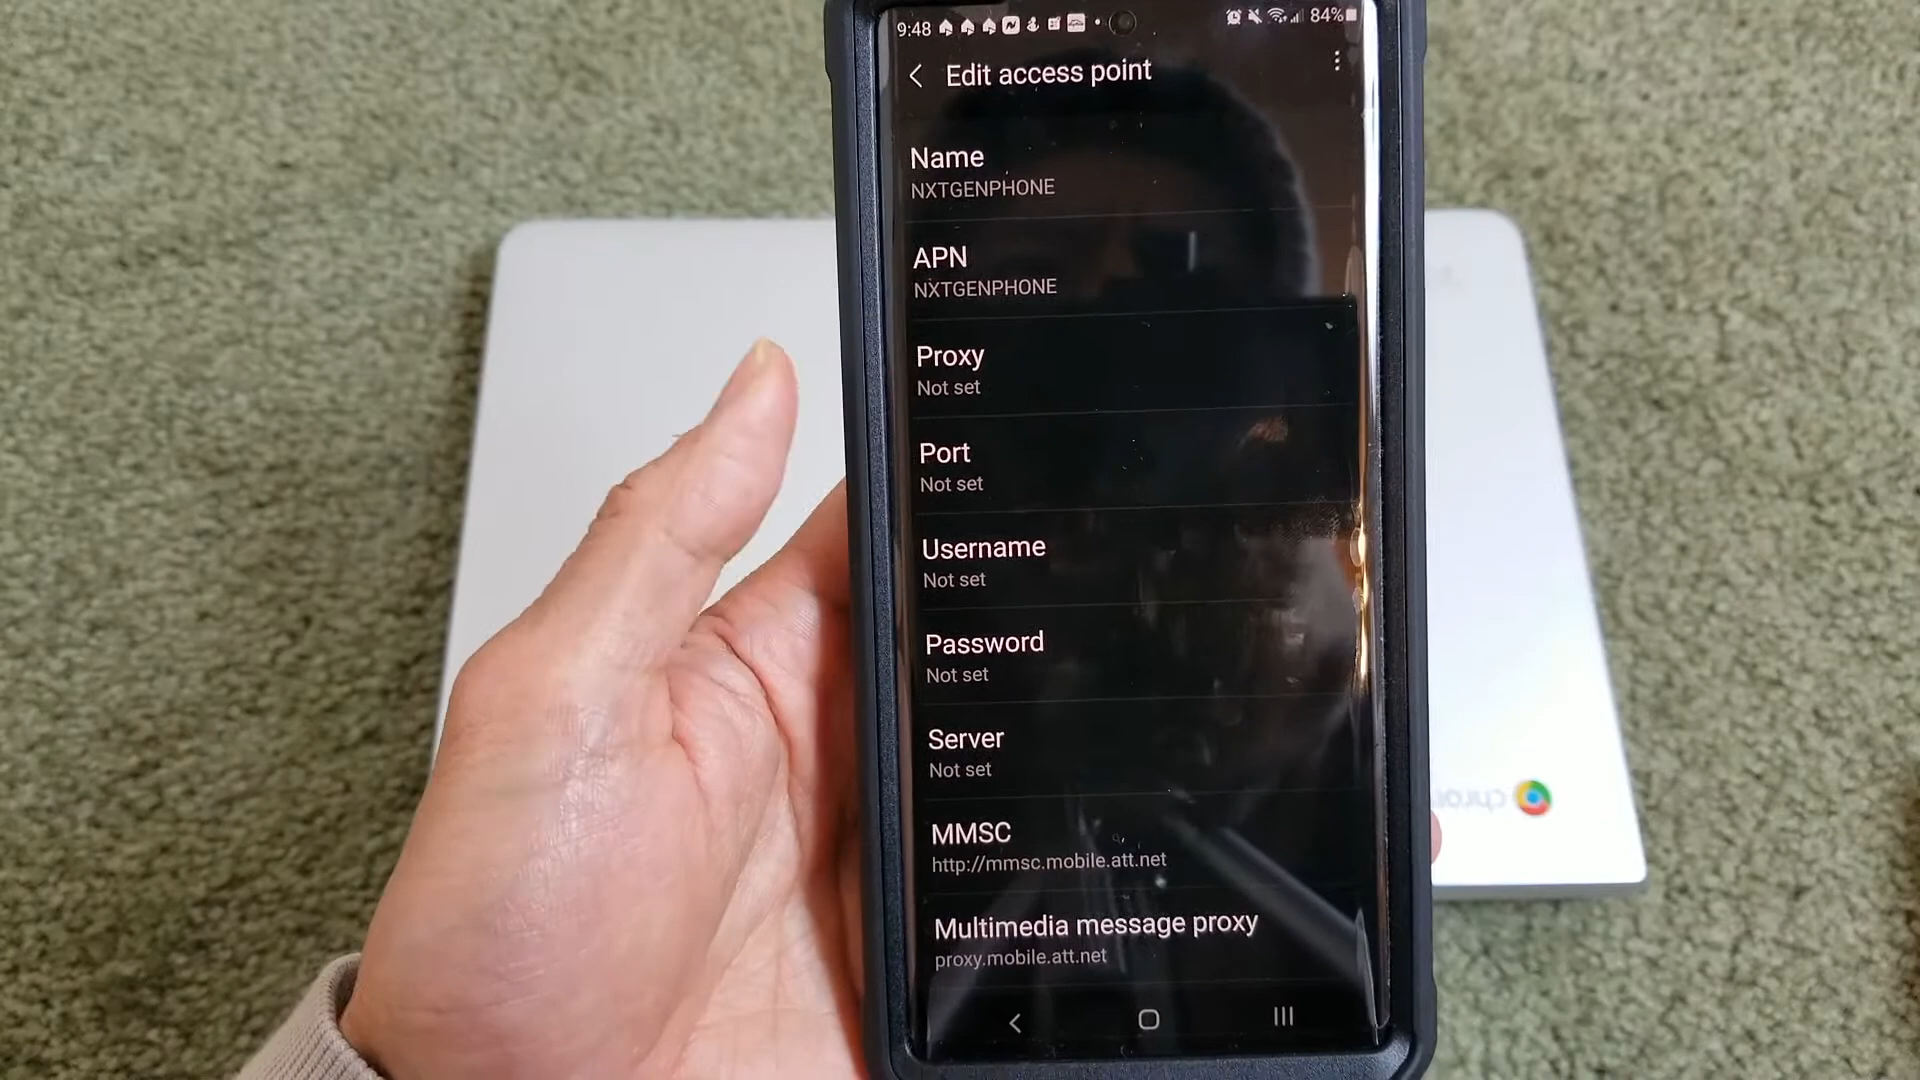 9:48
84%
Edit access point
Name
NXTGENPHONE
APN
NXTGENPHONE
Proxy
Not set
Port
Not set
Username
Not set
Password
Not set
Server
Not set
MMSC
http://mmsc.mobile.att.net
Multimedia message proxy
proxy.mobile.att.net